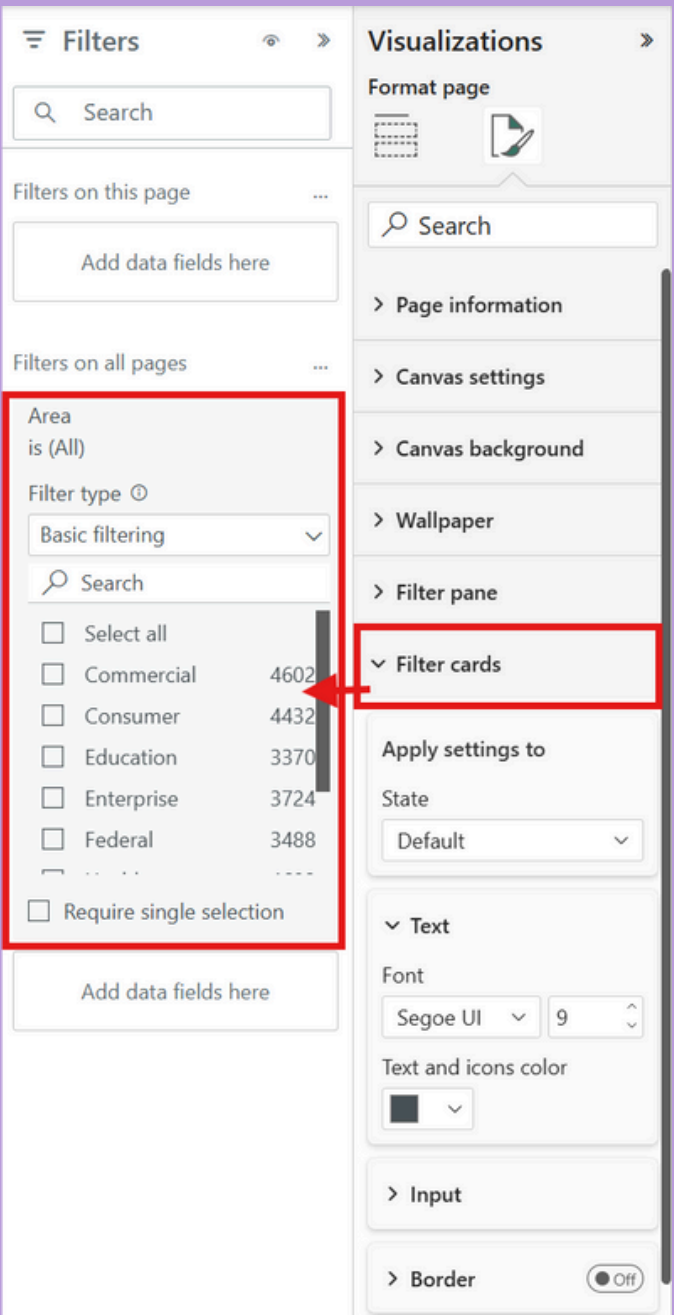 Filters
Search
Filters on this page
...
Add data fields here
Filters on all pages
...
Area
is (All)
Filter type
Basic filtering
Search
Select all
Commercial 4602
Consumer 4432
Education 3370
Enterprise 3724
Federal 3488
Require single selection
Add data fields here
Visualizations
Format page
Search
Page information
Canvas settings
Canvas background
Wallpaper
Filter pane
Filter cards
Apply settings to
State
Default
Text
Font
Segoe UI 9
Text and icons color
Input
Border Off